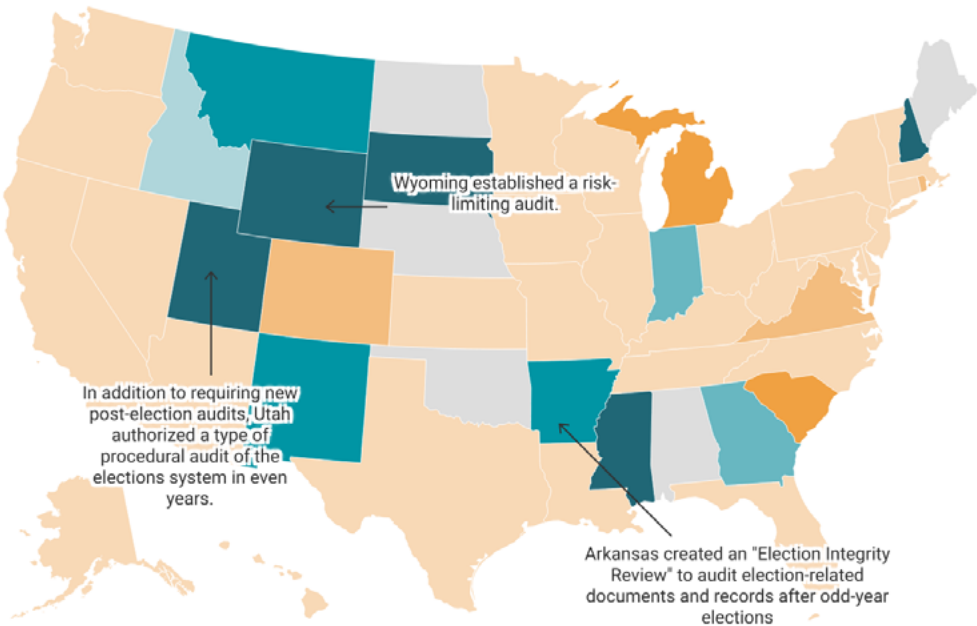 Wyoming established a risk-
limiting audit.
In addition to requiring new
post-election audits, Utah
authorized a type of
procedural audit of the
elections system in even
years.
Arkansas created an "Election Integrity
Review" to audit election-related
documents and records after odd-year
elections